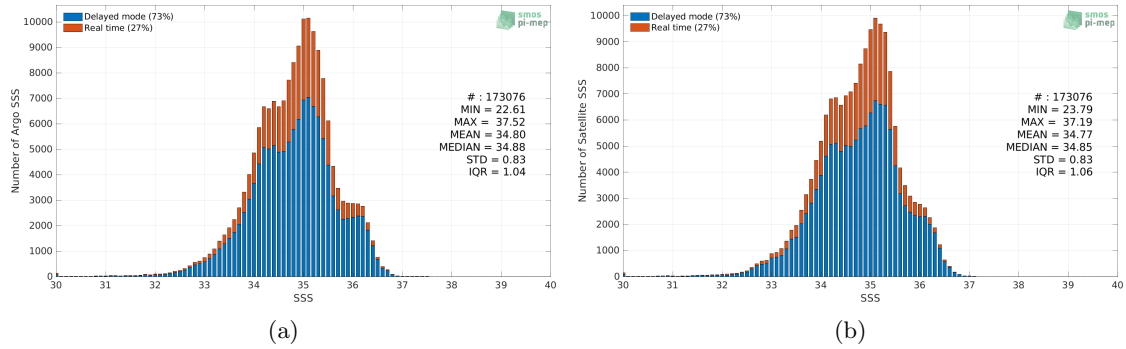 Delayed mode (73%)
Real time (27%)
smos
pi-mep
10000
9000
8000
7000
6000
5000
4000
3000
2000
1000
0
Number of Argo SSS
# : 173076
MIN = 22.61
MAX = 37.52
MEAN = 34.80
MEDIAN = 34.88
STD = 0.83
IQR = 1.04
30 31 32 33 34 35 36 37 38 39 40
SSS
(a)
Delayed mode (73%)
Real time (27%)
smos
pi-mep
10000
9000
8000
7000
6000
5000
4000
3000
2000
1000
0
Number of Satellite SSS
# : 173076
MIN = 23.79
MAX = 37.19
MEAN = 34.77
MEDIAN = 34.85
STD = 0.83
IQR = 1.06
30 31 32 33 34 35 36 37 38 39 40
SSS
(b)